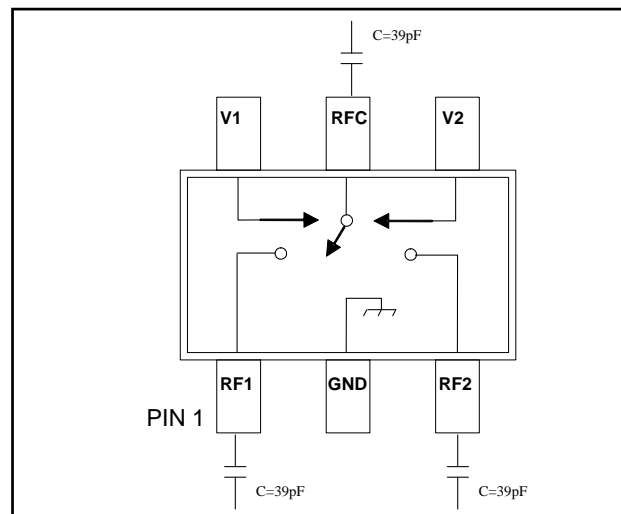 C=39pF
V1
RFC
V2
RF1
GND
RF2
PIN 1
C=39pF
C=39pF